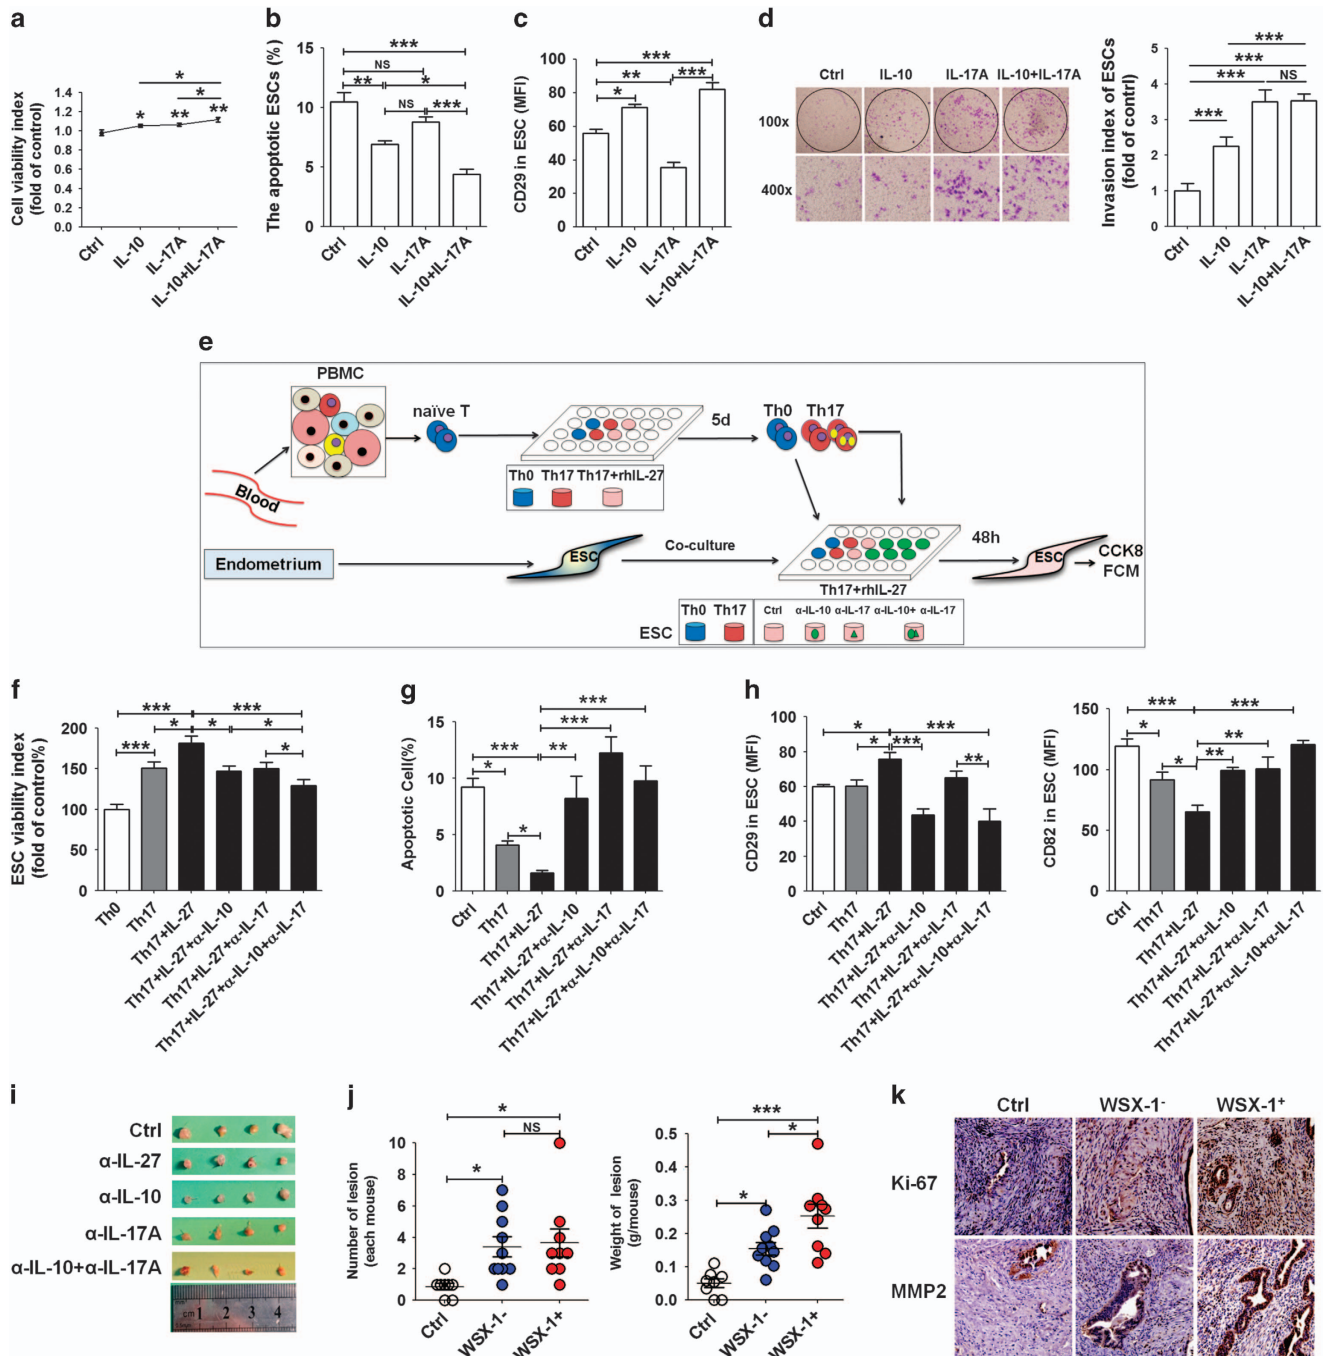 a
Cell viability index
(fold of control)
1.4
1.2
1.0
0.8
0.6
0.4
0.2
0.0
*
*
*
**
**
Ctrl
IL-10
IL-17A
IL-10+IL-17A
b
The apoptotic ESCs (%)
15
10
5
0
***
NS
**
*
NS
***
Ctrl
IL-10
IL-17A
IL-10+IL-17A
c
CD29 in ESC (MFI)
100
80
60
40
20
0
***
**
***
*
Ctrl
IL-10
IL-17A
IL-10+IL-17A
d
Ctrl IL-10 IL-17A IL-10+IL-17A
100x
400x
Invasion index of ESCs
(fold of control)
5
4
3
2
1
0
***
***
***
NS
***
Ctrl
IL-10
IL-17A
IL-10+IL-17A
e
PBMC
Blood
naïve T
5d
Th0 Th17
Th0 Th17 Th17+rhIL-27
Endometrium
ESC
Co-culture
48h
ESC
CCK8
FCM
Th17+rhIL-27
Th0 Th17
Ctrl α-IL-10 α-IL-17 α-IL-10+ α-IL-17
ESC
f
ESC viability index
(fold of control%)
200
150
100
50
0
*** ***
* * *
*** *
Th0
Th17
Th17+IL-27
Th17+IL-27+α-IL-10
Th17+IL-27+α-IL-17
Th17+IL-27+α-IL-10+α-IL-17
g
Apoptotic Cell(%)
15
10
5
0
***
***
*** **
*
*
Ctrl
Th17
Th17+IL-27
Th17+IL-27+α-IL-10
Th17+IL-27+α-IL-17
Th17+IL-27+α-IL-10+α-IL-17
h
CD29 in ESC (MFI)
100
80
60
40
20
0
* ***
* ***
**
Ctrl
Th17
Th17+IL-27
Th17+IL-27+α-IL-10
Th17+IL-27+α-IL-17
Th17+IL-27+α-IL-10+α-IL-17
CD82 in ESC (MFI)
150
100
50
0
*** ***
* **
* **
Ctrl
Th17
Th17+IL-27
Th17+IL-27+α-IL-10
Th17+IL-27+α-IL-17
Th17+IL-27+α-IL-10+α-IL-17
i
Ctrl
α-IL-27
α-IL-10
α-IL-17A
α-IL-10+α-IL-17A
cm 1 2 3 4
j
Number of lesion
(each mouse)
10
8
6
4
2
0
*
NS
*
Ctrl
WSX-1-
WSX-1+
Weight of lesion
(g/mouse)
0.5
0.4
0.3
0.2
0.1
0.0
***
*
*
Ctrl
WSX-1-
WSX-1+
k
Ctrl WSX-1⁻ WSX-1⁺
Ki-67
MMP2